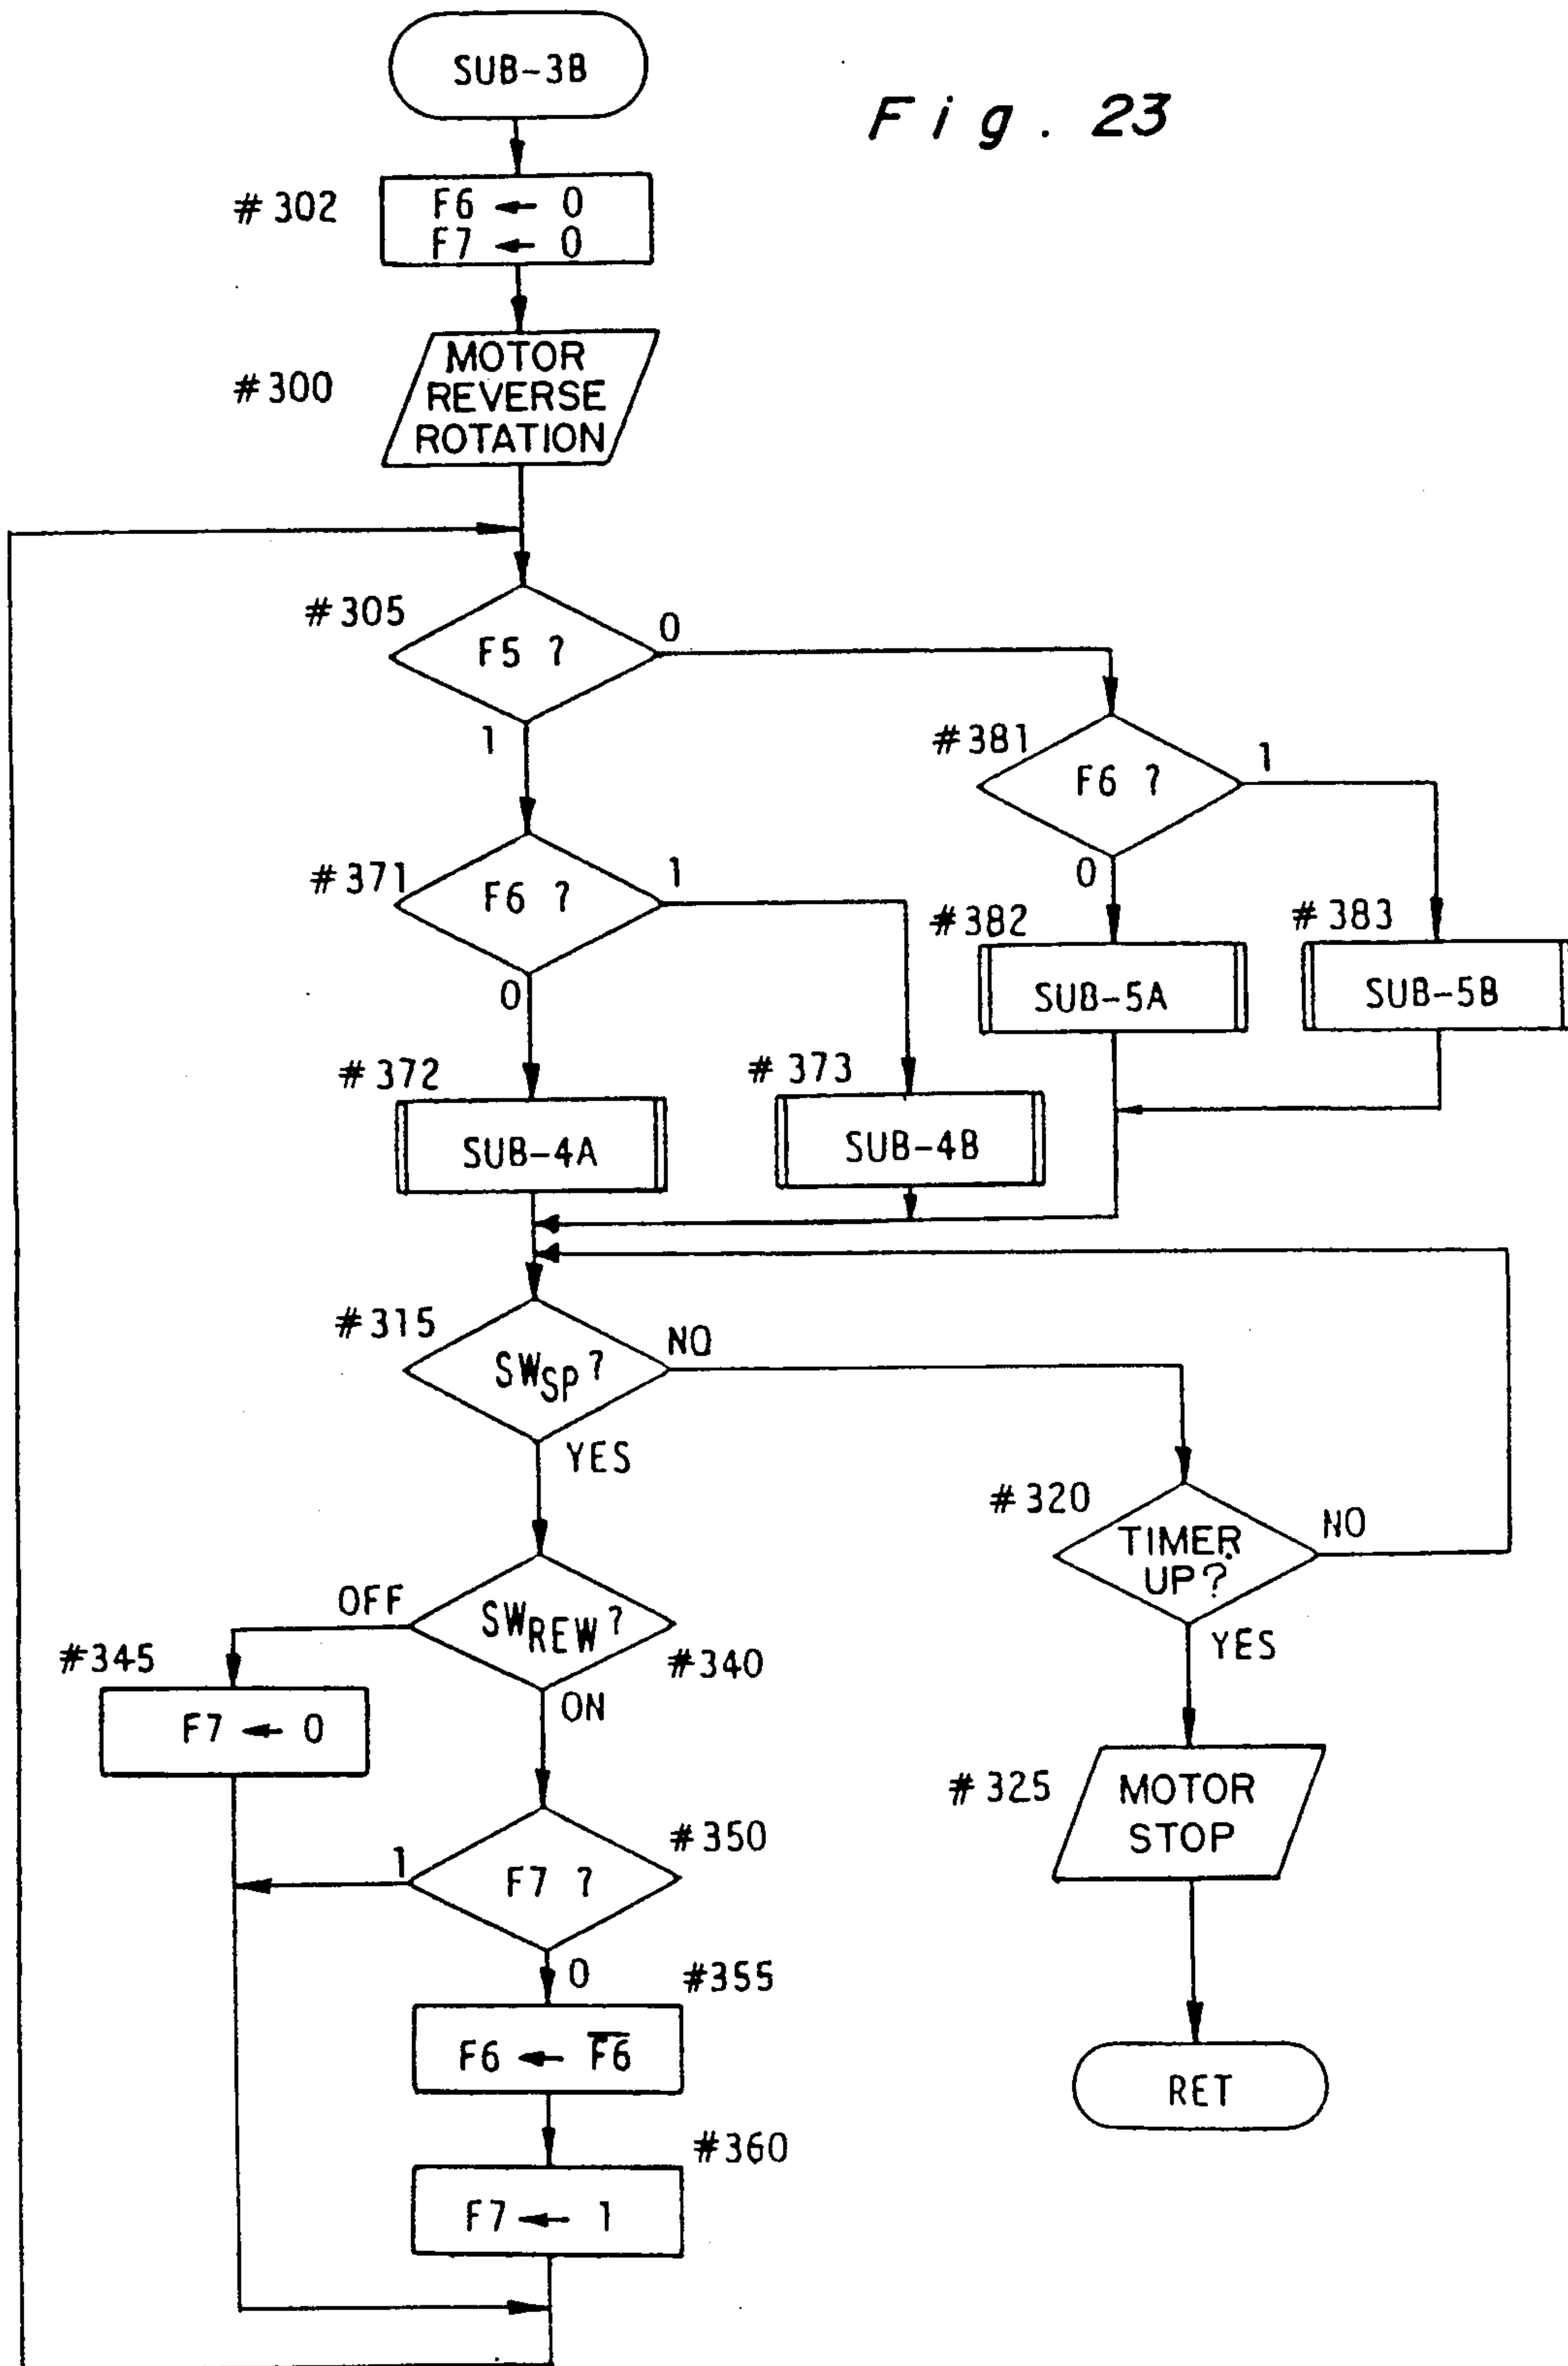 SUB-3B
Fig. 23
#302
F6 ← 0
F7 ← 0
#300
MOTOR
REVERSE
ROTATION
#305
F5 ?
0
1
#381
F6 ?
1
0
#371
F6 ?
1
0
#382
SUB-5A
#383
SUB-5B
#372
SUB-4A
#373
SUB-4B
#315
SWSP ?
NO
YES
#320
TIMER
UP?
NO
YES
OFF
SWREW ?
#340
ON
#345
F7 ← 0
#325
MOTOR
STOP
1
F7 ?
#350
0
#355
F6 ← F̅6̅
RET
#360
F7 ← 1